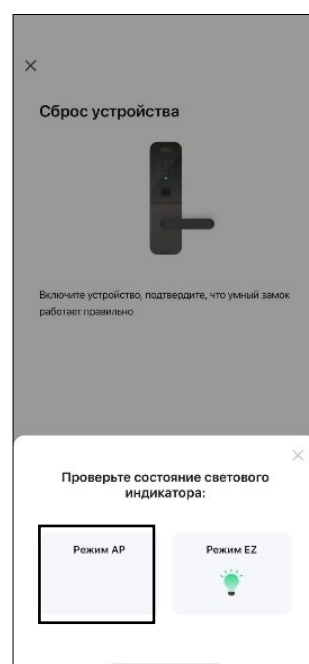 Сброс устройства
Включите устройство, подтвердите, что умный замок
работает правильно
Проверьте состояние светового
индикатора:
Режим AP
Режим EZ